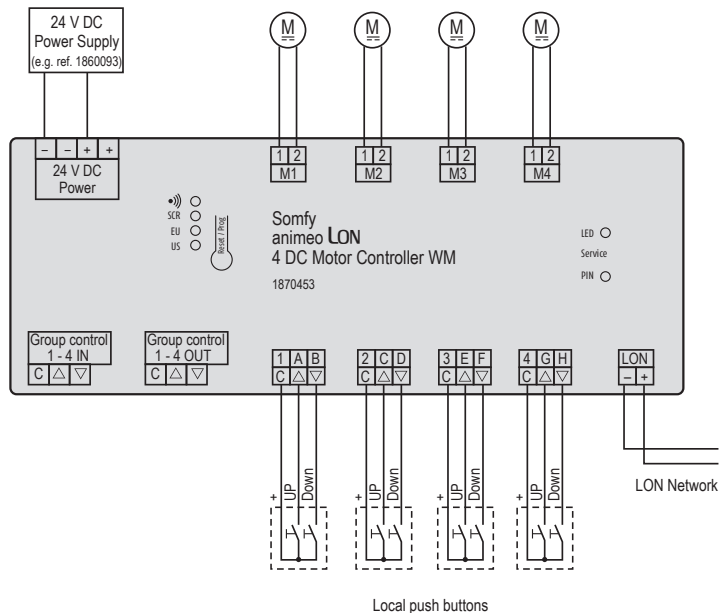 24 V DC
Power Supply
(e.g. ref. 1860093)
M M M M
– – + +
24 V DC
Power
1 2 1 2 1 2 1 2
M1 M2 M3 M4
SCR
EU
US
Reset / Prog
Somfy
animeo LON
4 DC Motor Controller WM
1870453
LED
Service
PIN
Group control
1 - 4 IN
C △ ▽
Group control
1 - 4 OUT
C △ ▽
1 A B 2 C D 3 E F 4 G H
C △ ▽ C △ ▽ C △ ▽ C △ ▽
LON
– +
+ UP Down + UP Down + UP Down + UP Down
LON Network
Local push buttons